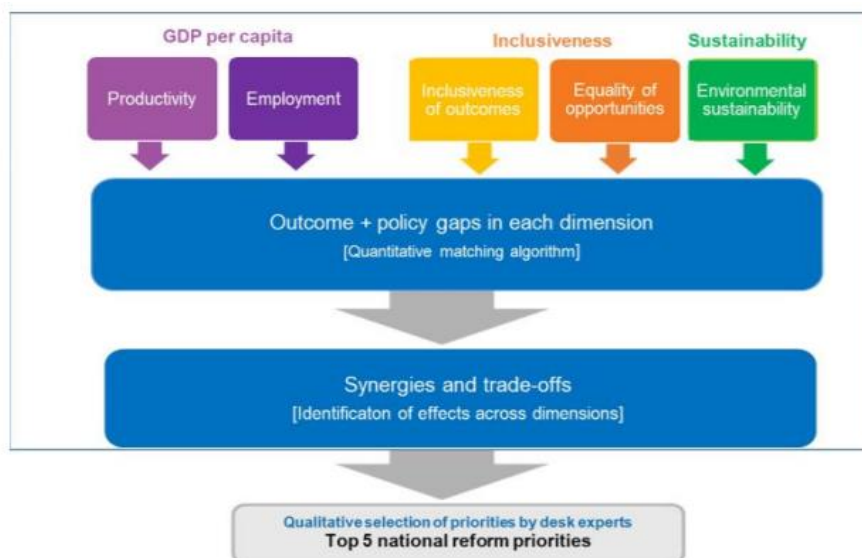 GDP per capita
Inclusiveness
Sustainability
Productivity
Employment
Inclusiveness
of outcomes
Equality of
opportunities
Environmental
sustainability
Outcome + policy gaps in each dimension
[Quantitative matching algorithm]
Synergies and trade-offs
[Identificaton of effects across dimensions]
Qualitative selection of priorities by desk experts
Top 5 national reform priorities